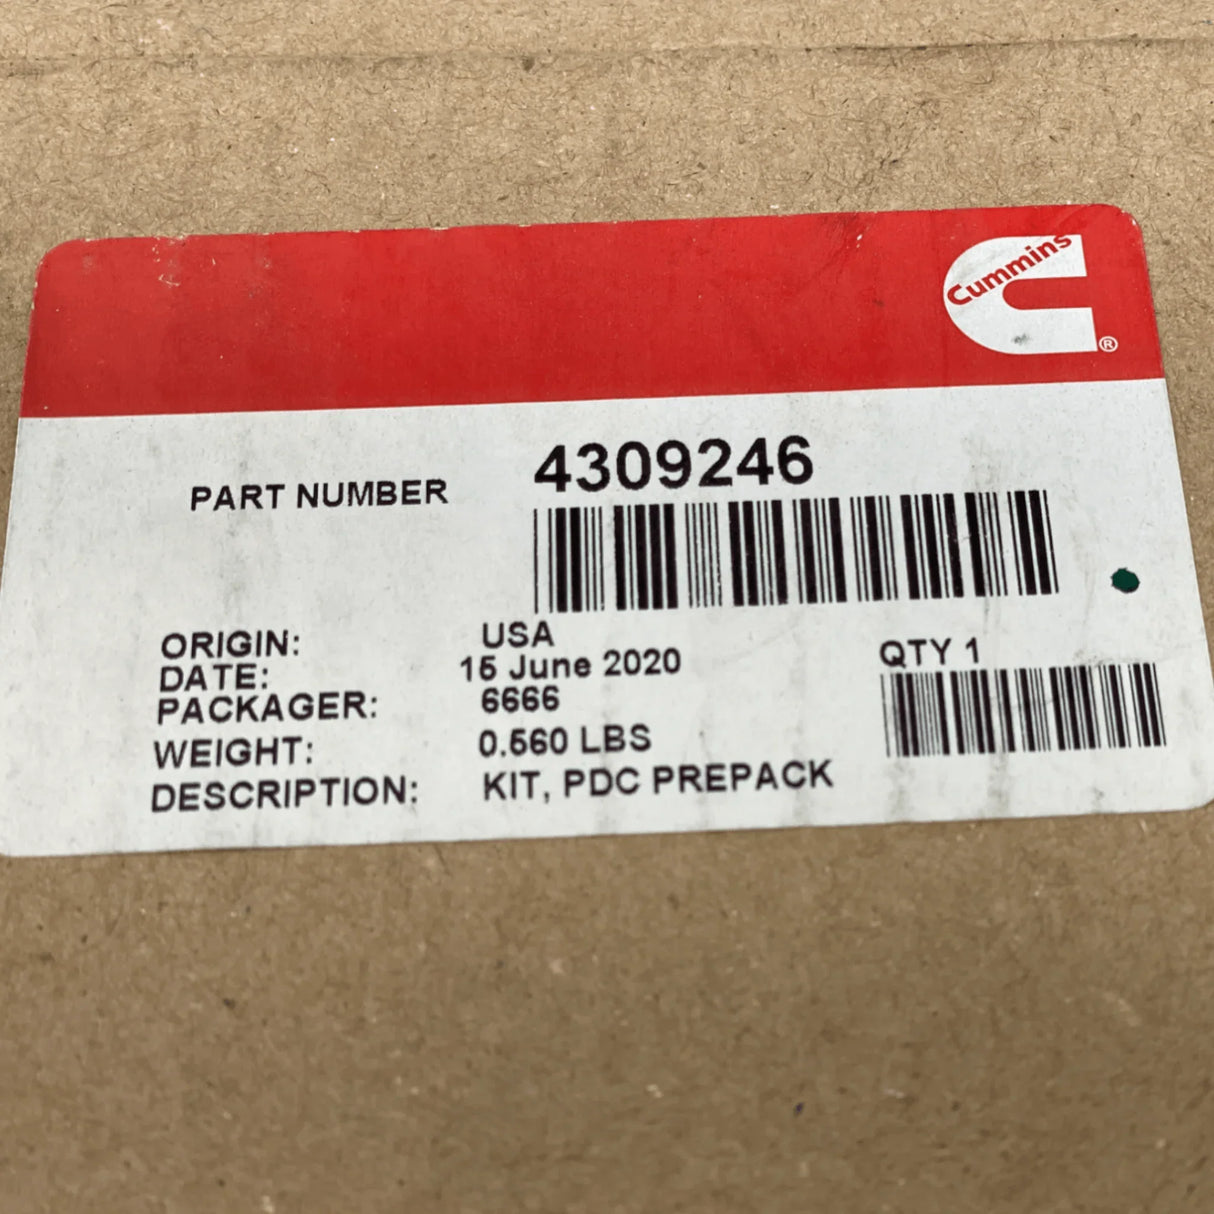 Cummins
®
PART NUMBER 4309246
ORIGIN: USA
DATE: 15 June 2020
PACKAGER: 6666
QTY 1
WEIGHT: 0.560 LBS
DESCRIPTION: KIT, PDC PREPACK